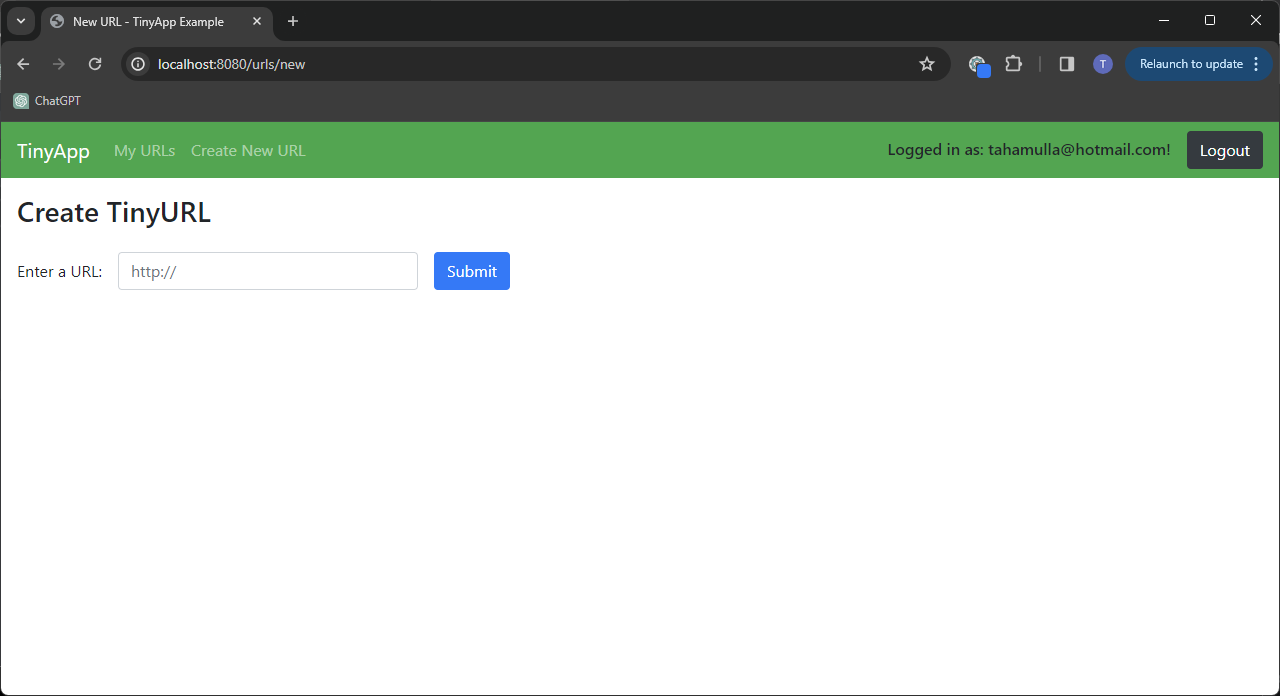 New URL - TinyApp Example
localhost:8080/urls/new
T
Relaunch to update
ChatGPT
TinyApp My URLs Create New URL Logged in as: tahamulla@hotmail.com! Logout
Create TinyURL
Enter a URL: http:// Submit